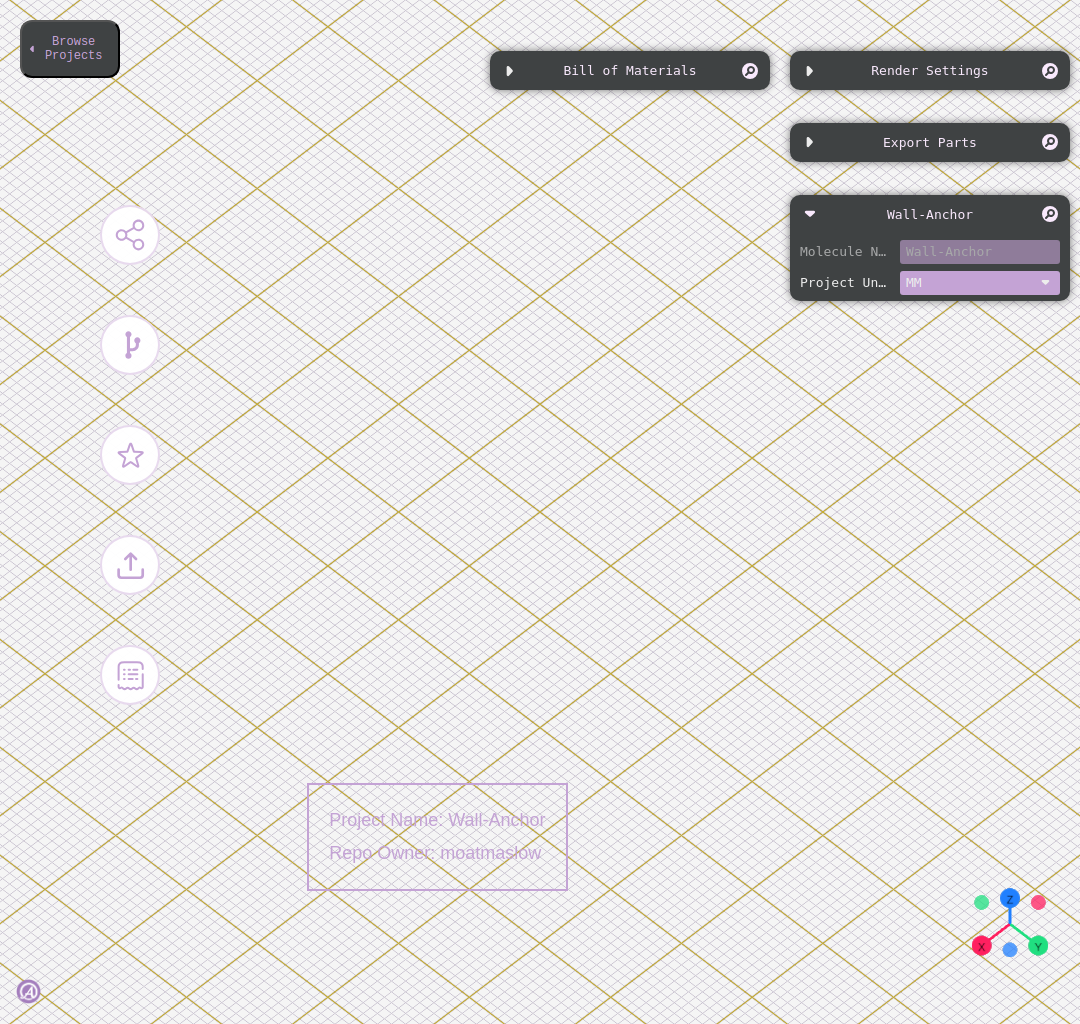 Browse
Projects
Bill of Materials
Render Settings
Export Parts
Wall-Anchor
Molecule N…
Wall-Anchor
Project Un…
MM
Project Name: Wall-Anchor
Repo Owner: moatmaslow
Z
X
Y
A